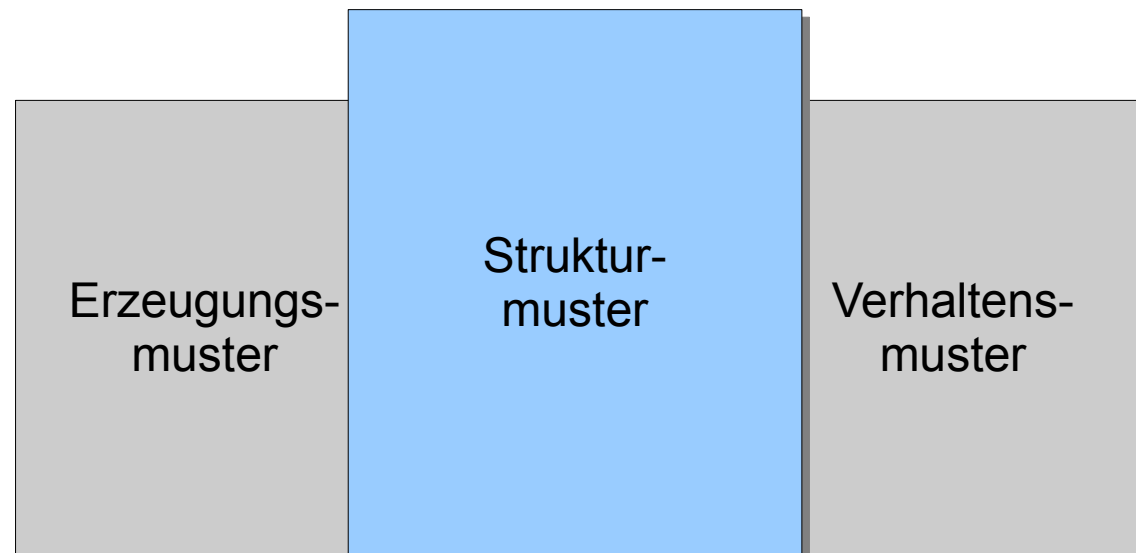 Erzeugungs-
muster
Struktur-
muster
Verhaltens-
muster